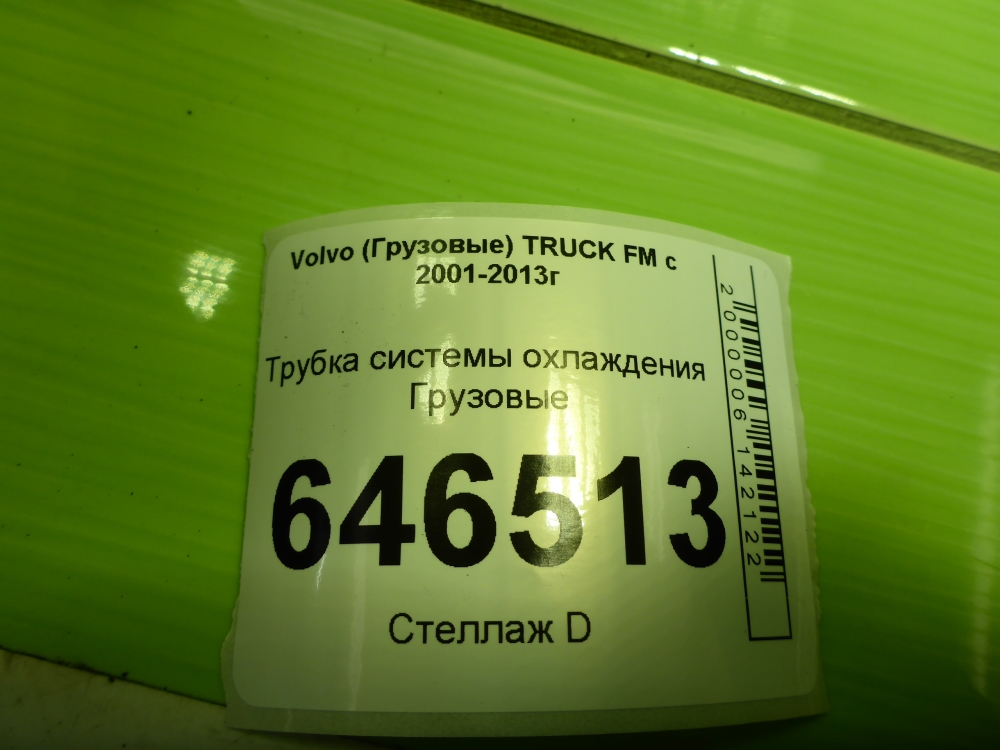 Volvo (Грузовые) TRUCK FM с
2001-2013г
Трубка системы охлаждения
Грузовые
646513
Стеллаж D
2000006142122